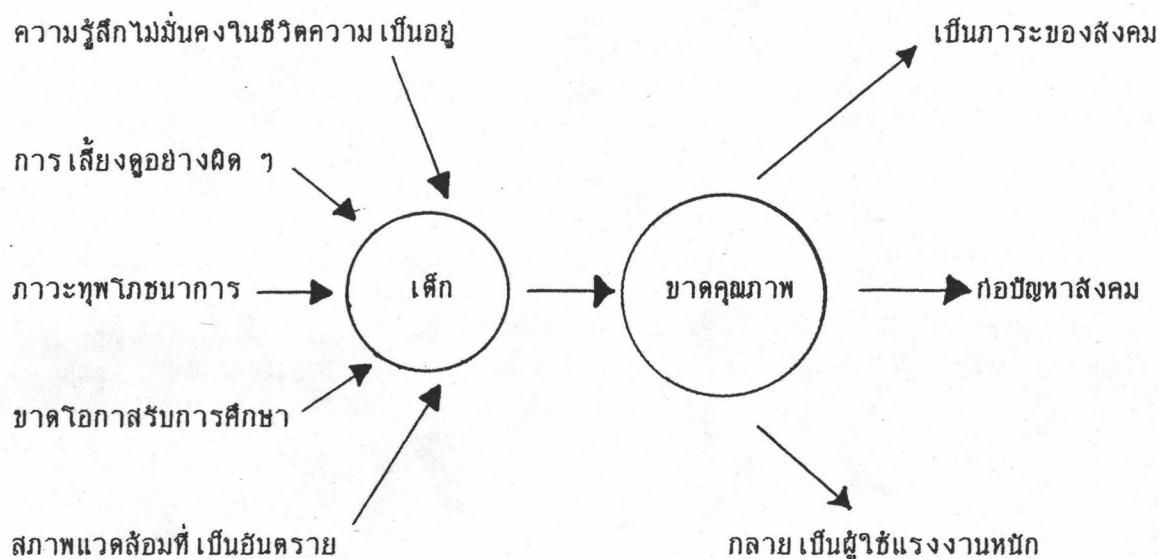 ความรู้สึกไม่มั่นคงในชีวิตความเป็นอยู่
เป็นภาระของสังคม
การเลี้ยงดูอย่างผิด ๆ
ภาวะทุพโภชนาการ
เด็ก
ขาดคุณภาพ
ก่อปัญหาสังคม
ขาดโอกาสรับการศึกษา
สภาพแวดล้อมที่เป็นอันตราย
กลายเป็นผู้ใช้แรงงานหนัก